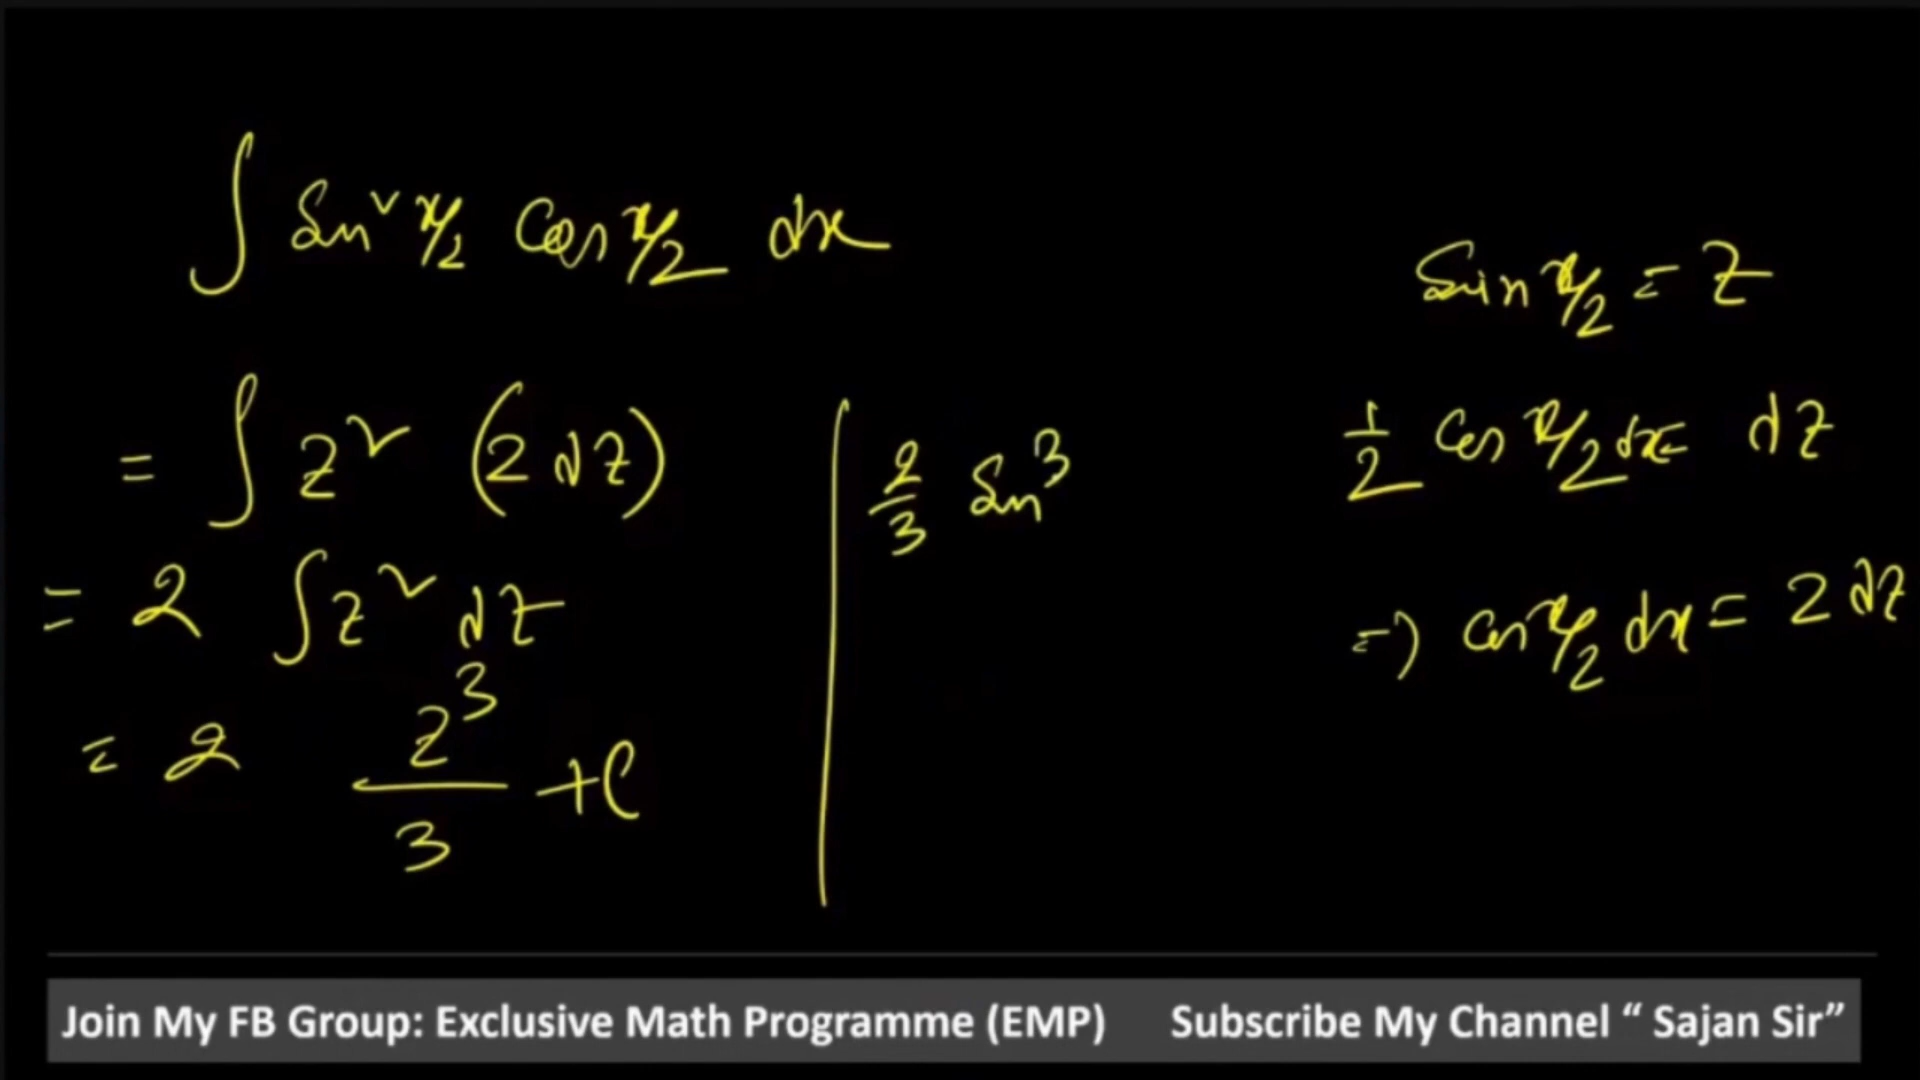 ∫ Sin² x/2 Cos x/2 dx
= ∫ z² (2 dz)
= 2 ∫ z² dz
= 2 z³/3 + C
2/3 Sin³
Sin x/2 = z
1/2 Cos x/2 dx = dz
=> cos x/2 dx = 2 dz
Join My FB Group: Exclusive Math Programme (EMP) Subscribe My Channel “ Sajan Sir”